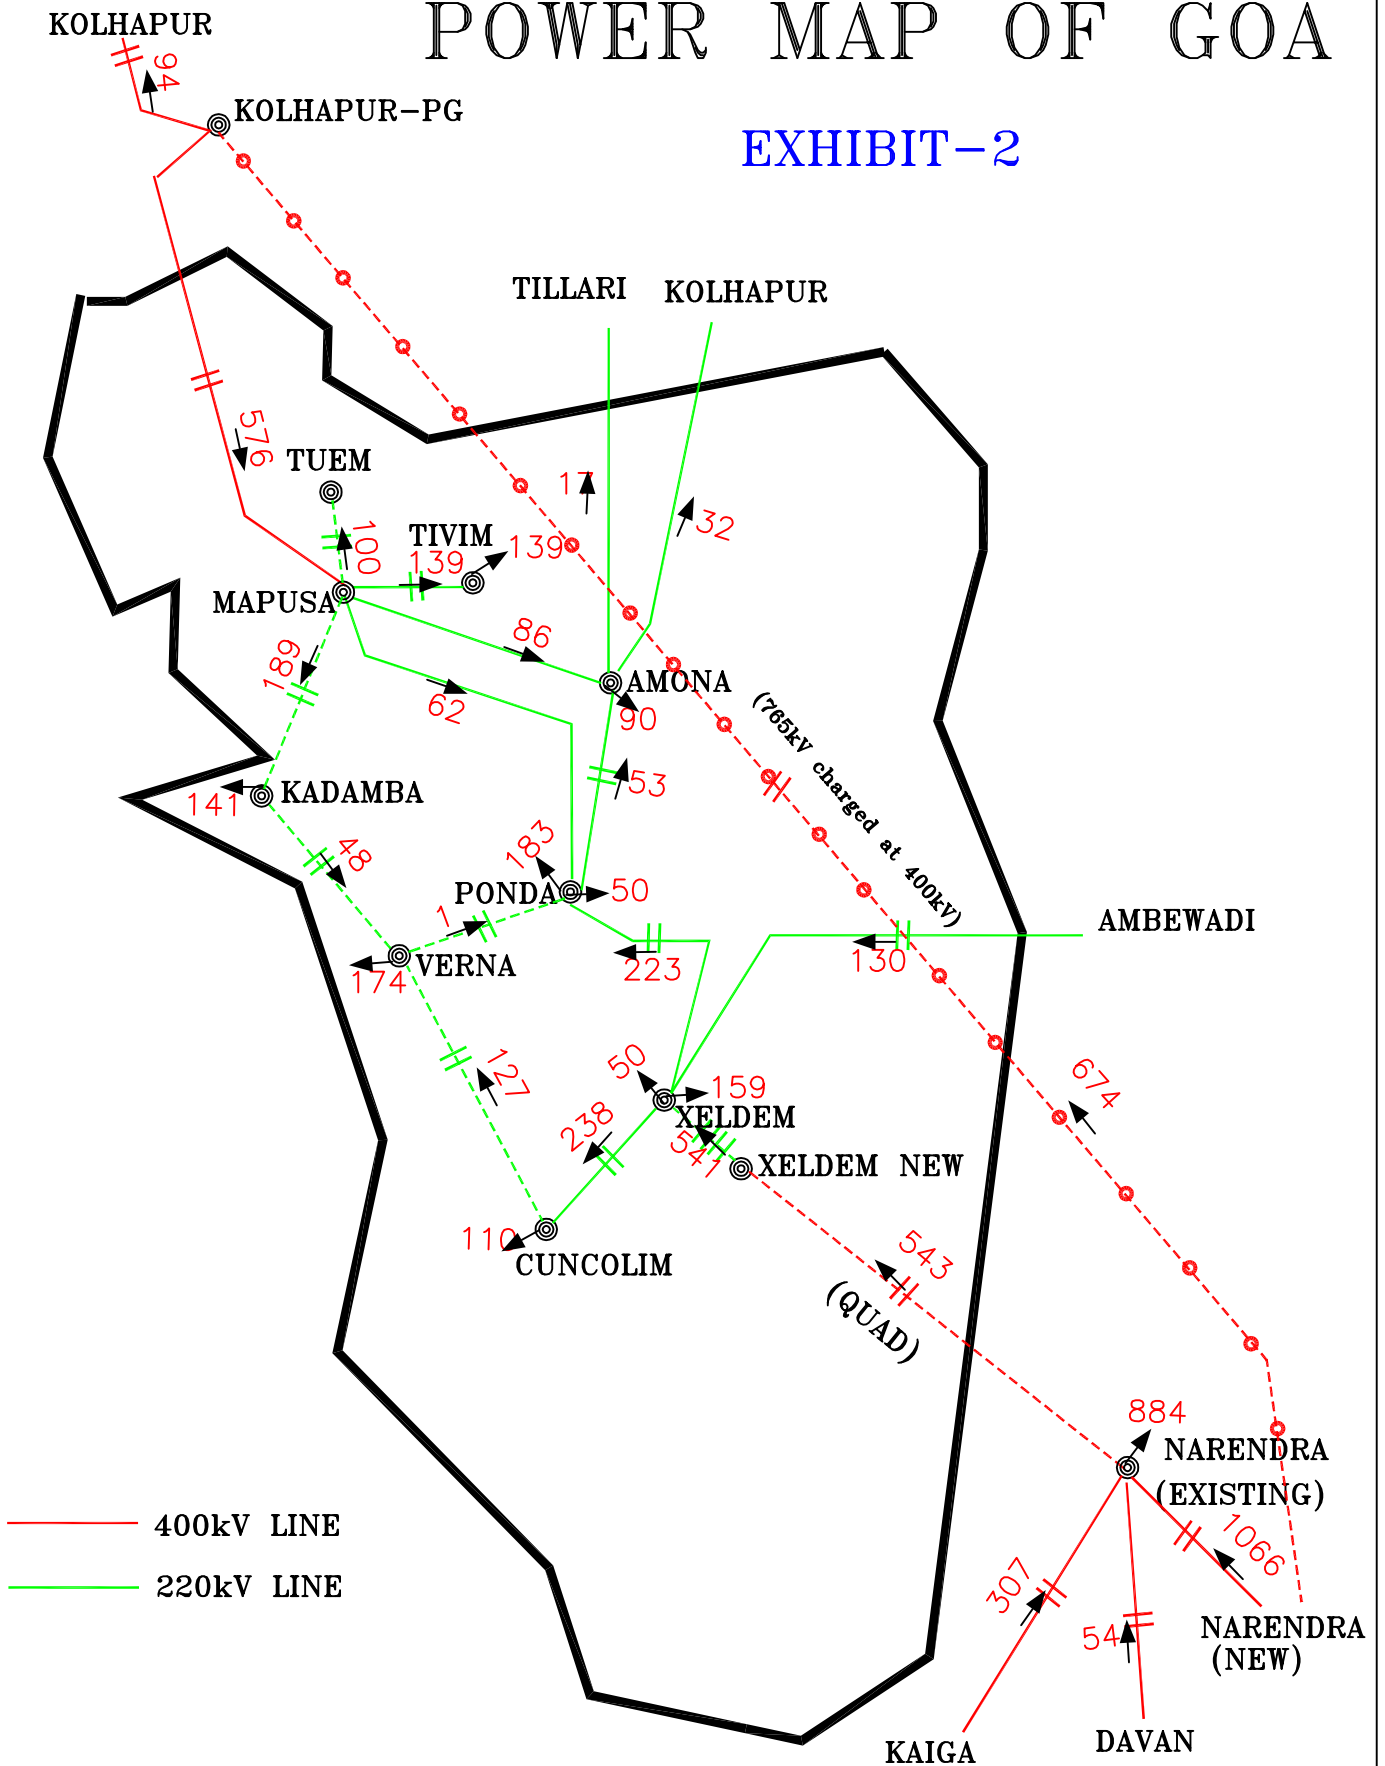 POWER MAP OF GOA
KOLHAPUR
94
KOLHAPUR-PG
EXHIBIT-2
TILLARI
KOLHAPUR
576
TUEM
17
32
100
TIVIM
139
139
MAPUSA
86
189
62
AMONA
90
(765kV charged at 400kV)
53
141
KADAMBA
48
183
PONDA
50
1
AMBEWADI
VERNA
174
223
130
127
50
159
674
XELDEM
238
541
XELDEM NEW
110
CUNCOLIM
543
(QUAD)
884
NARENDRA
(EXISTING)
400kV LINE
1066
220kV LINE
307
54
NARENDRA
(NEW)
KAIGA
DAVAN